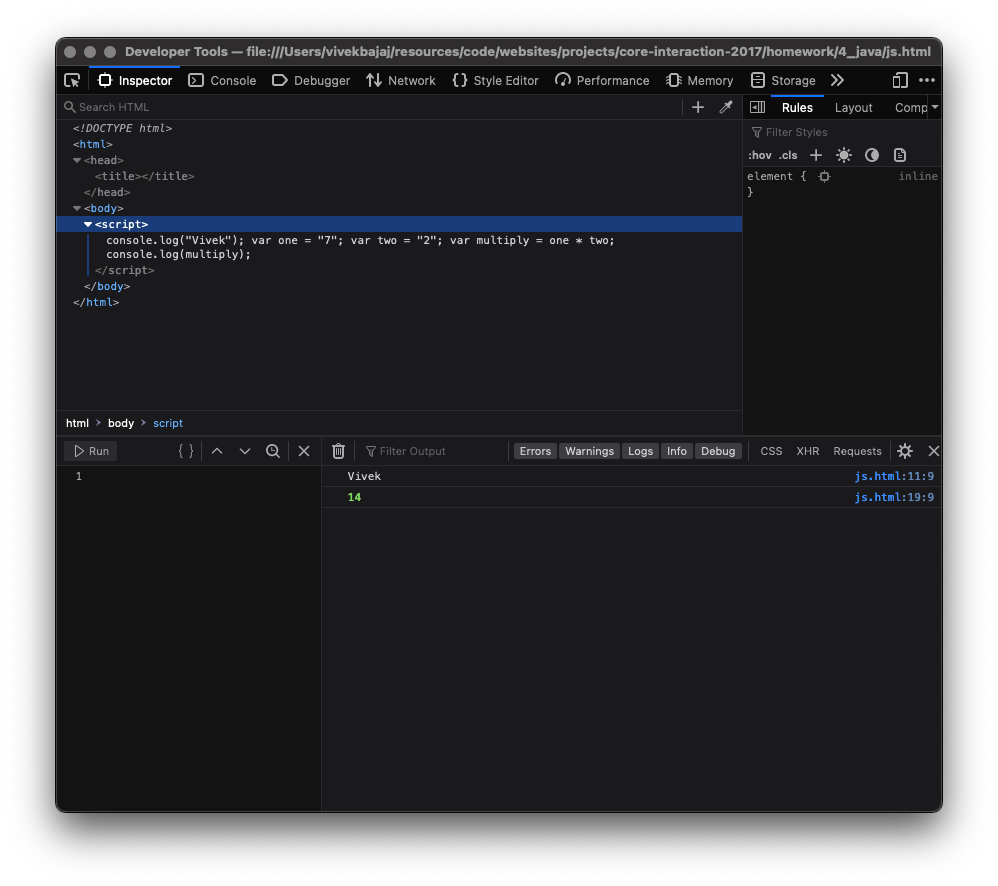 Developer Tools — file:///Users/vivekbajaj/resources/code/websites/projects/core-interaction-2017/homework/4_java/js.html
Inspector Console Debugger Network Style Editor Performance Memory Storage
Search HTML
Rules Layout Comp
Filter Styles
:hov .cls
element { inline
}
<!DOCTYPE html>
<html>
<head>
<title></title>
</head>
<body>
<script>
console.log("Vivek"); var one = "7"; var two = "2"; var multiply = one * two;
console.log(multiply);
</script>
</body>
</html>
html > body > script
Run { }
Filter Output Errors Warnings Logs Info Debug CSS XHR Requests
1
Vivek js.html:11:9
14 js.html:19:9